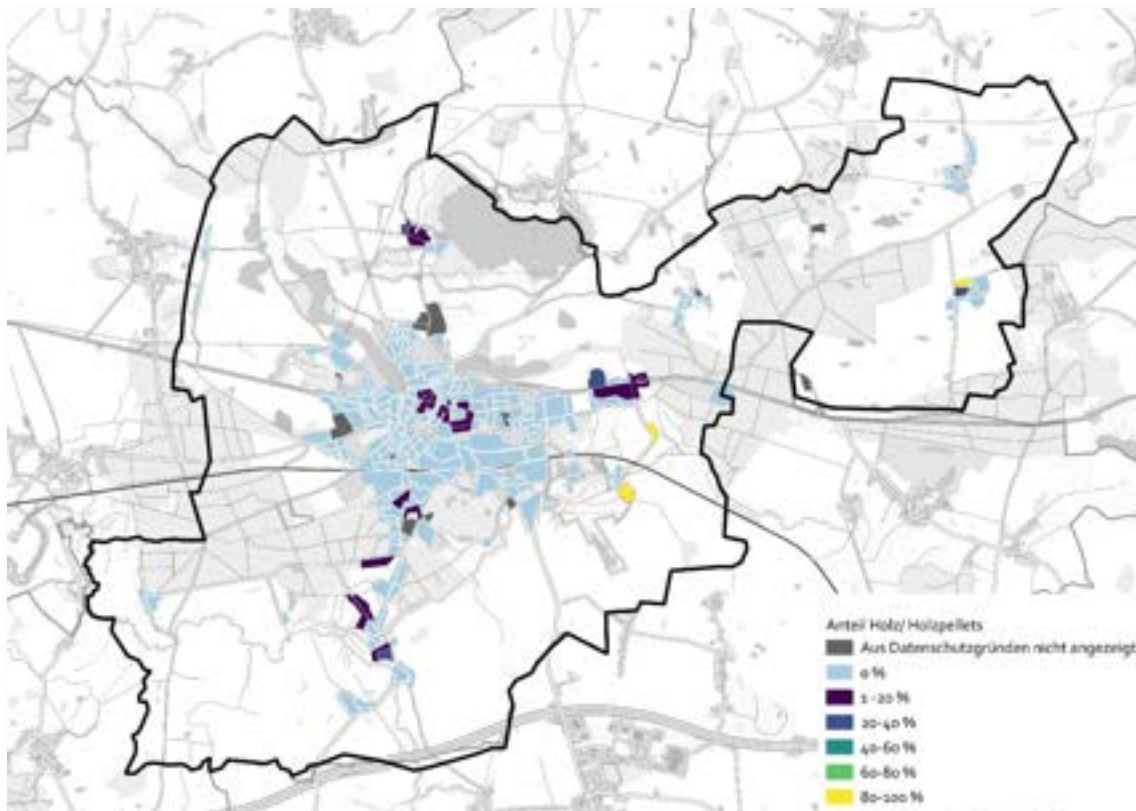 Anteil Holz/ Holzpellets
Aus Datenschutzgründen nicht angezeigt
0 %
1 -20 %
20-40 %
40-60 %
60-80 %
80-100 %